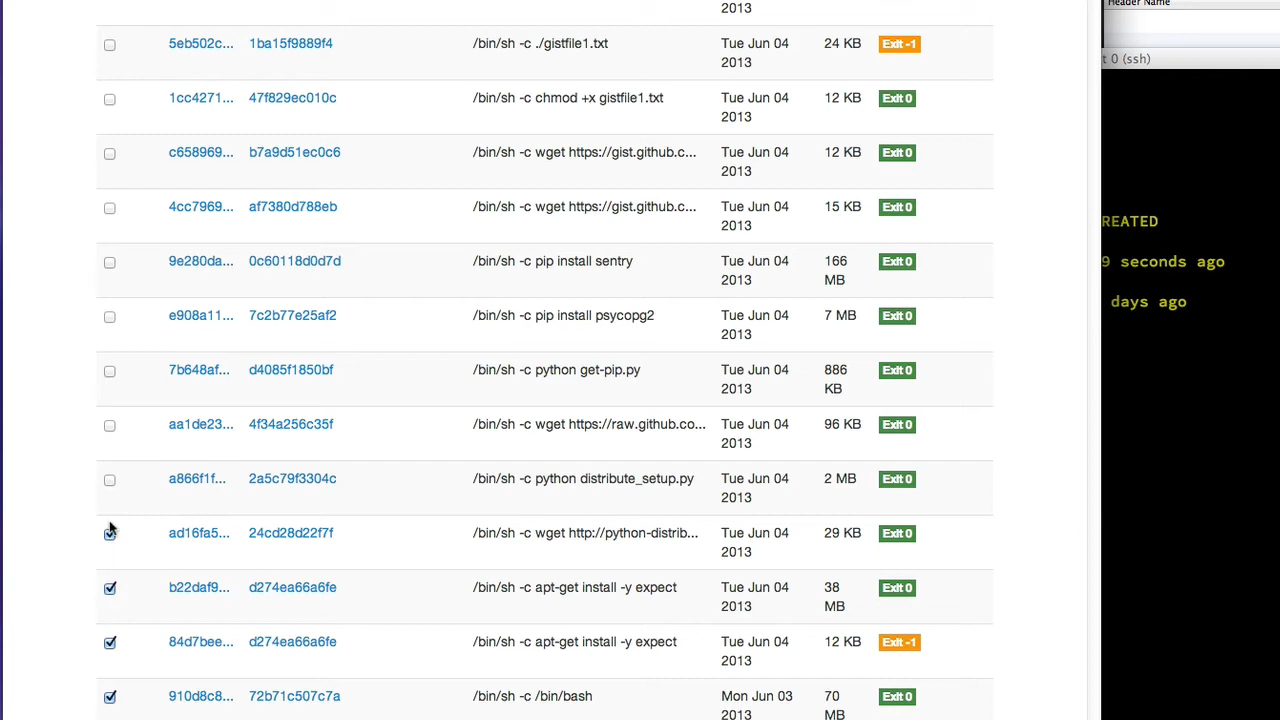 2013
5eb502c... 1ba15f9889f4 /bin/sh -c ./gistfile1.txt Tue Jun 04 24 KB Exit -1
2013
1cc4271... 47f829ec010c /bin/sh -c chmod +x gistfile1.txt Tue Jun 04 12 KB Exit 0
2013
c658969... b7a9d51ec0c6 /bin/sh -c wget https://gist.github.c... Tue Jun 04 12 KB Exit 0
2013
4cc7969... af7380d788eb /bin/sh -c wget https://gist.github.c... Tue Jun 04 15 KB Exit 0
2013
9e280da... 0c60118d0d7d /bin/sh -c pip install sentry Tue Jun 04 166 Exit 0
2013 MB
e908a11... 7c2b77e25af2 /bin/sh -c pip install psycopg2 Tue Jun 04 7 MB Exit 0
2013
7b648af... d4085f1850bf /bin/sh -c python get-pip.py Tue Jun 04 886 Exit 0
2013 KB
aa1de23... 4f34a256c35f /bin/sh -c wget https://raw.github.co... Tue Jun 04 96 KB Exit 0
2013
a866f1f... 2a5c79f3304c /bin/sh -c python distribute_setup.py Tue Jun 04 2 MB Exit 0
2013
ad16fa5... 24cd28d22f7f /bin/sh -c wget http://python-distrib... Tue Jun 04 29 KB Exit 0
2013
b22daf9... d274ea66a6fe /bin/sh -c apt-get install -y expect Tue Jun 04 38 Exit 0
2013 MB
84d7bee... d274ea66a6fe /bin/sh -c apt-get install -y expect Tue Jun 04 12 KB Exit -1
2013
910d8c8... 72b71c507c7a /bin/sh -c /bin/bash Mon Jun 03 70 Exit 0
2013 MB
Header Name
t 0 (ssh)
REATED
9 seconds ago
days ago